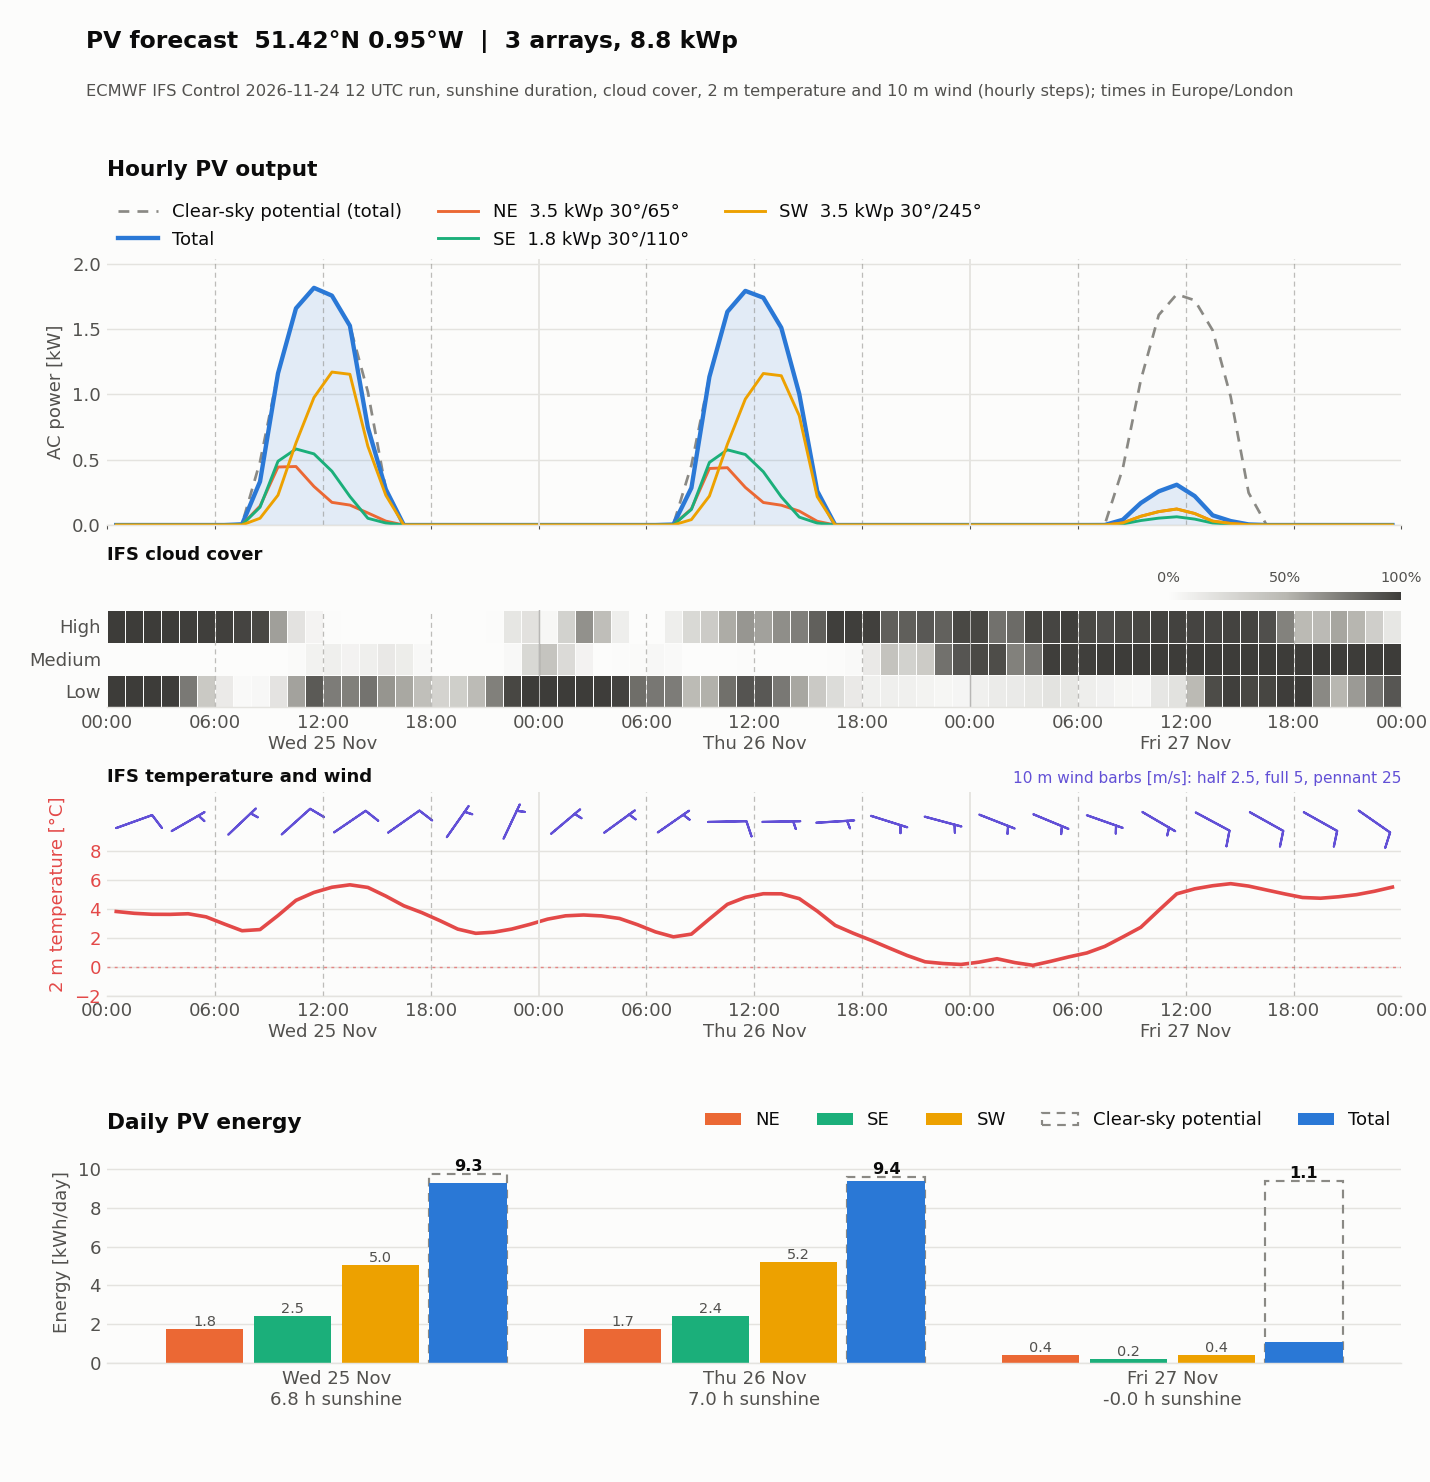 PV forecast  51.42°N 0.95°W  |  3 arrays, 8.8 kWp
ECMWF IFS Control 2026-11-24 12 UTC run, sunshine duration, cloud cover, 2 m temperature and 10 m wind (hourly steps); times in Europe/London
Hourly PV output
Clear-sky potential (total)
Total
NE  3.5 kWp 30°/65°
SE  1.8 kWp 30°/110°
SW  3.5 kWp 30°/245°
AC power [kW]
2.0
1.5
1.0
0.5
0.0
IFS cloud cover
0% 50% 100%
High
Medium
Low
00:00 06:00 12:00 18:00 00:00 06:00 12:00 18:00 00:00 06:00 12:00 18:00 00:00
Wed 25 Nov Thu 26 Nov Fri 27 Nov
IFS temperature and wind
10 m wind barbs [m/s]: half 2.5, full 5, pennant 25
2 m temperature [°C]
8
6
4
2
0
−2
00:00 06:00 12:00 18:00 00:00 06:00 12:00 18:00 00:00 06:00 12:00 18:00 00:00
Wed 25 Nov Thu 26 Nov Fri 27 Nov
Daily PV energy
NE SE SW Clear-sky potential Total
Energy [kWh/day]
10
8
6
4
2
0
1.8 2.5 5.0 9.3
1.7 2.4 5.2 9.4
0.4 0.2 0.4 1.1
Wed 25 Nov
6.8 h sunshine
Thu 26 Nov
7.0 h sunshine
Fri 27 Nov
-0.0 h sunshine